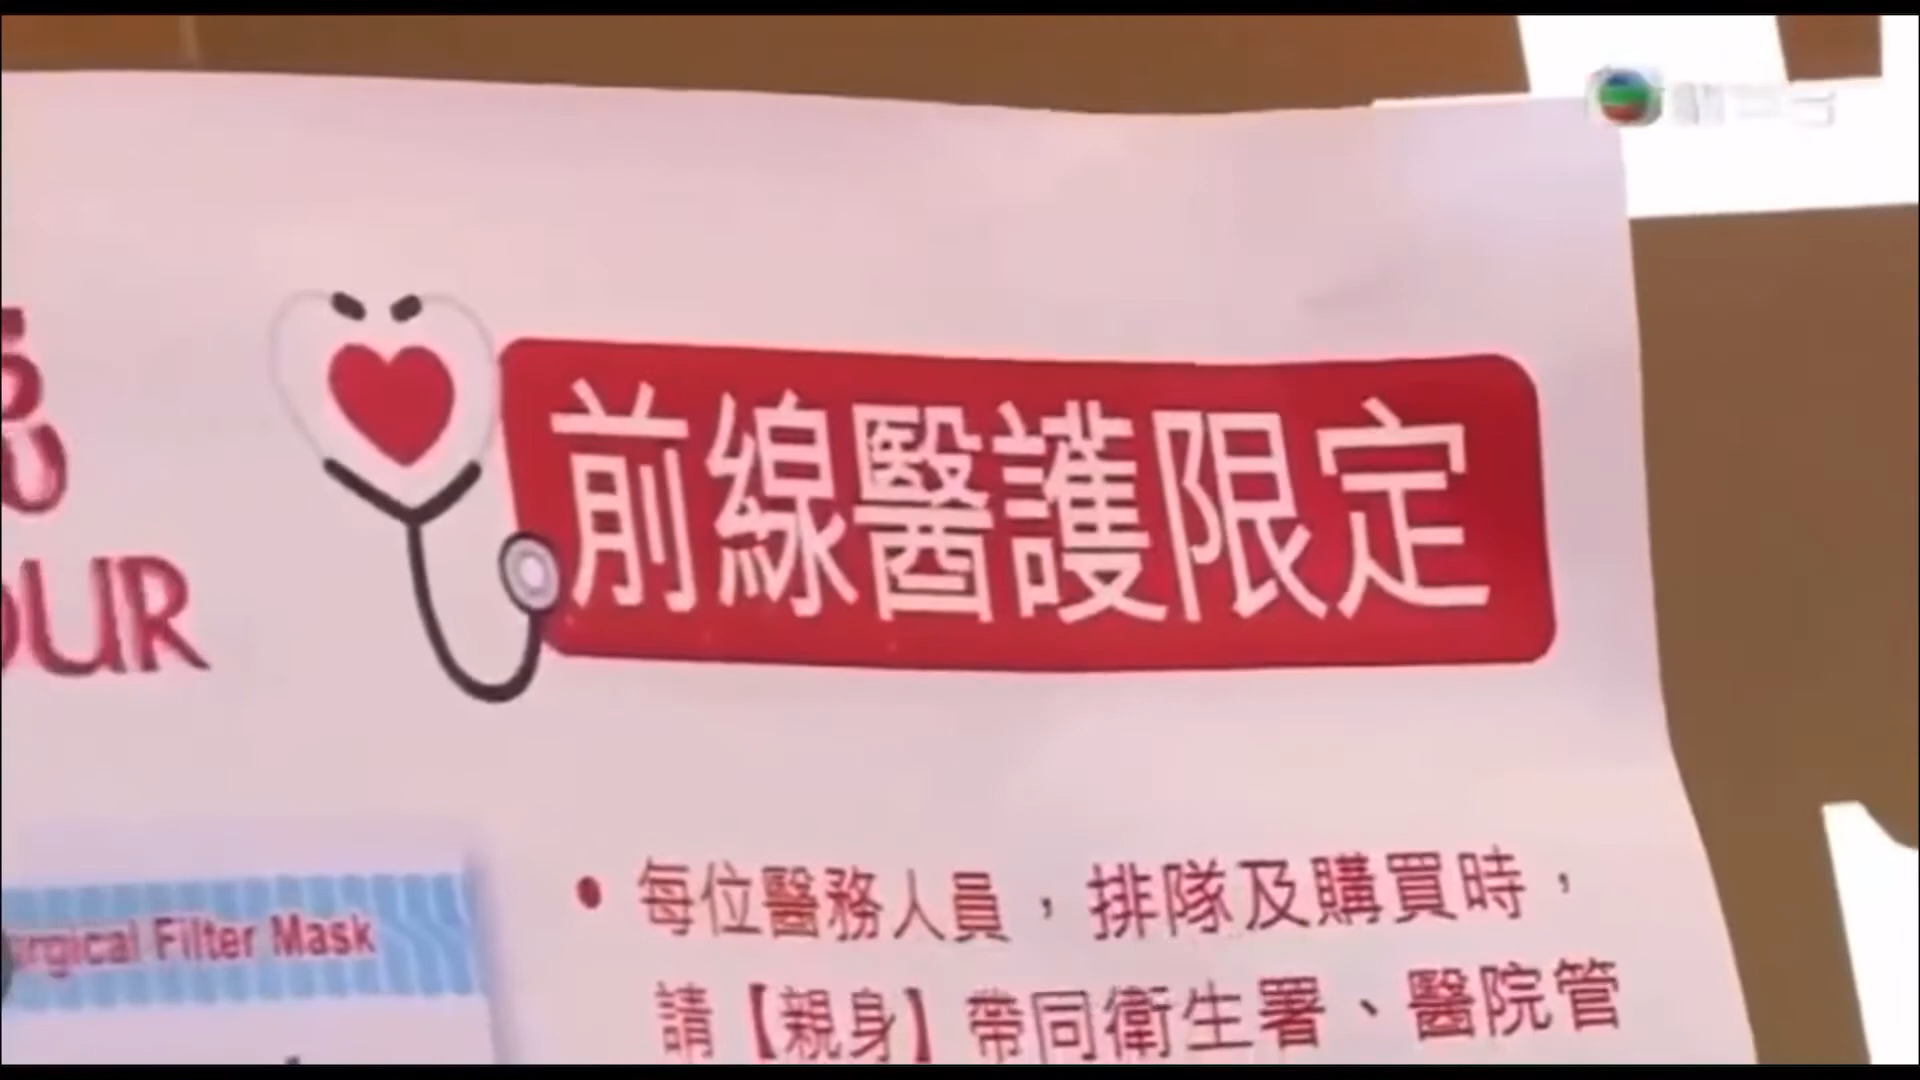 OUR
前線醫護限定
Surgical Filter Mask
• 每位醫務人員，排隊及購買時，
請【親身】帶同衛生署、醫院管